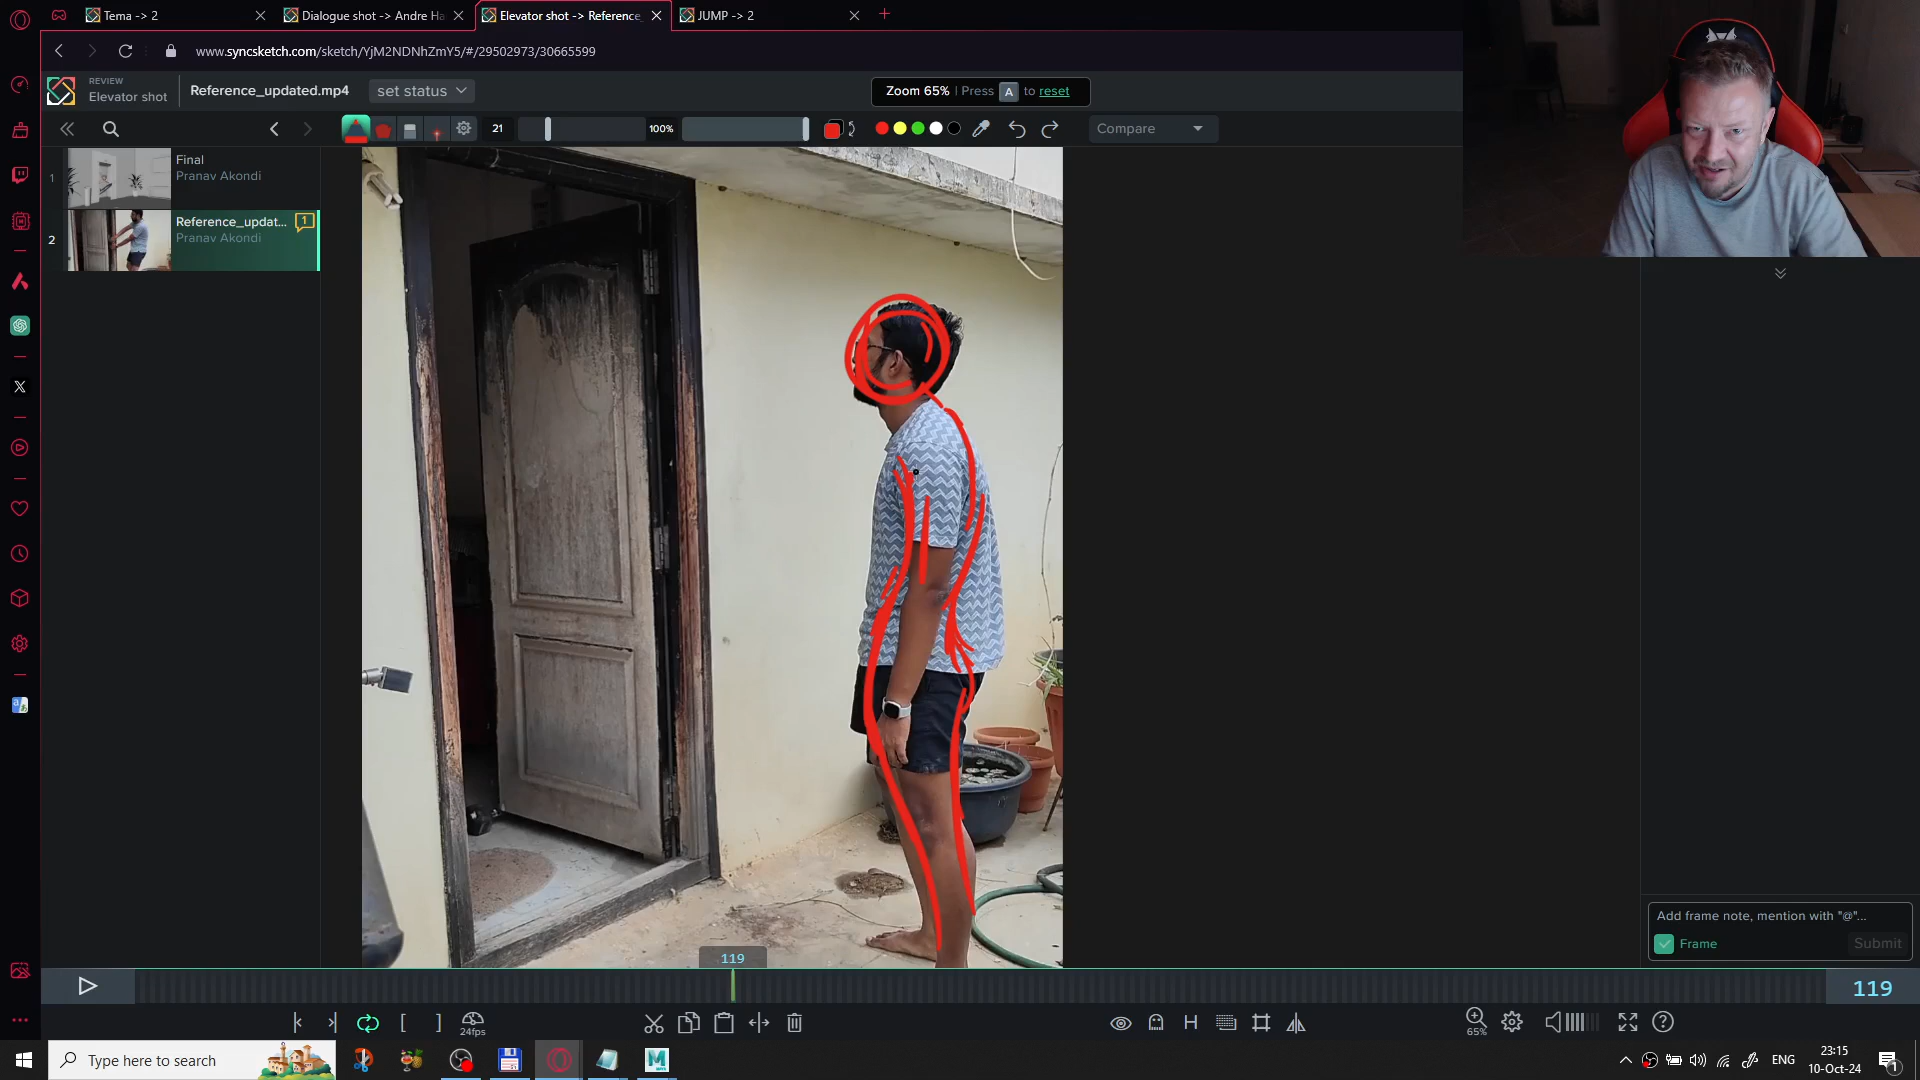 Tema -> 2
Dialogue shot -> Andre Ha
Elevator shot -> Reference_
JUMP -> 2
www.syncsketch.com/sketch/YjM2NDNhZmY5/#/29502973/30665599
REVIEW
Elevator shot
Reference_updated.mp4
set status
Zoom 65% | Press A to reset
21
100%
Compare
1
Final
Pranav Akondi
2
Reference_updat...
1
Pranav Akondi
Add frame note, mention with "@"...
Frame
Submit
119
119
24fps
H
65%
Type here to search
ENG
23:15
10-Oct-24
1